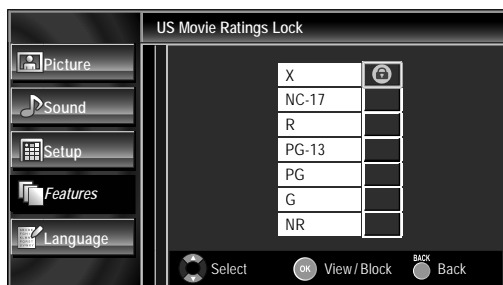 US Movie Ratings Lock
Picture
Sound
Setup
Features
Language
X
NC-17
R
PG-13
PG
G
NR
Select
OK
View / Block
BACK
Back